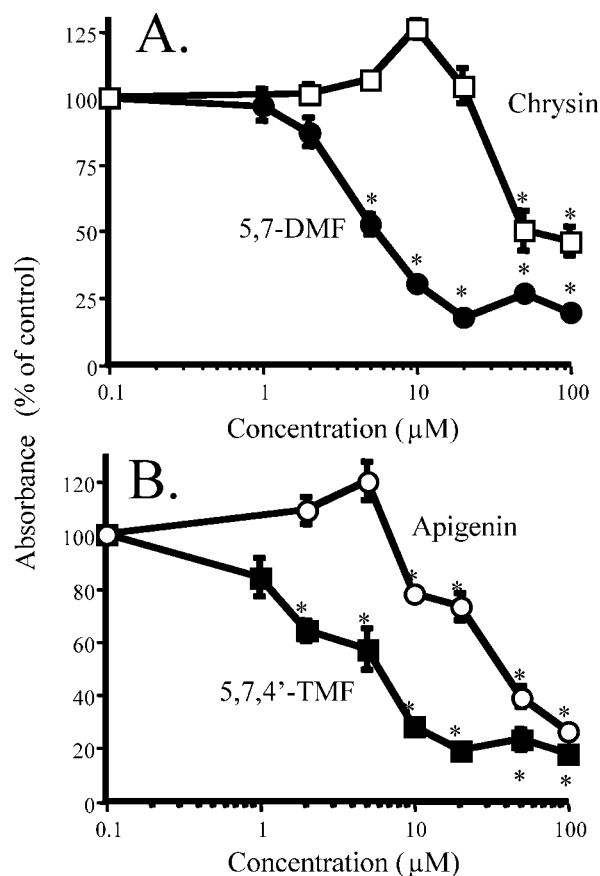 A.
125
100
75
50
25
0
Chrysin
5,7-DMF
* * * * * * *
0.1 1 10 100
Concentration (µM)
Absorbance (% of control)
B.
120
100
80
60
40
20
0
Apigenin
5,7,4’-TMF
* * * * * * * * * *
0.1 1 10 100
Concentration (µM)